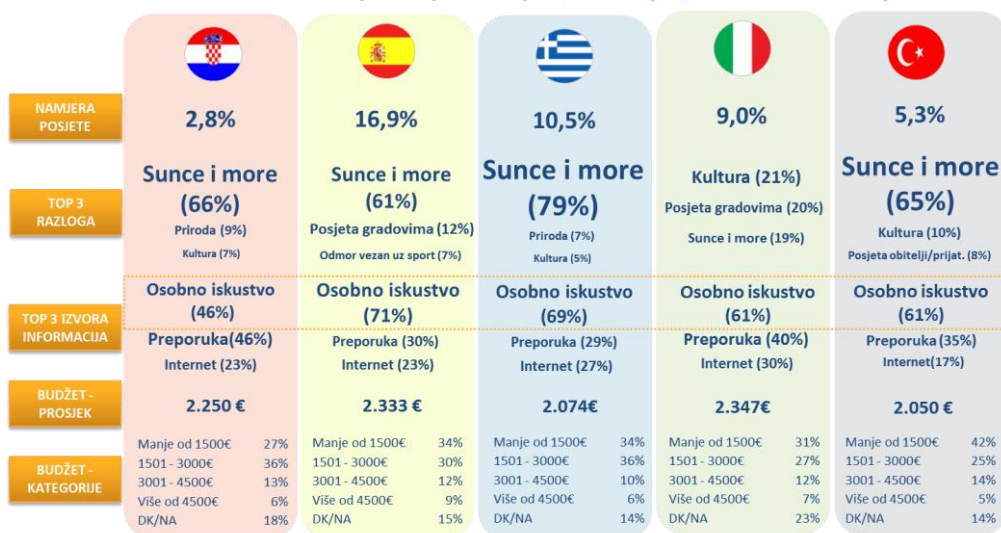 NAMJERA
POSJETE
2,8%
16,9%
10,5%
9,0%
5,3%
TOP 3
RAZLOGA
Sunce i more
(66%)
Priroda (9%)
Kultura (7%)
Sunce i more
(61%)
Posjeta gradovima (12%)
Odmor vezan uz sport (7%)
Sunce i more
(79%)
Priroda (7%)
Kultura (5%)
Kultura (21%)
Posjeta gradovima (20%)
Sunce i more (19%)
Sunce i more
(65%)
Kultura (10%)
Posjeta obitelji/prijat. (8%)
TOP 3 IZVORA
INFORMACIJA
Osobno iskustvo
(46%)
Preporuka(46%)
Internet (23%)
Osobno iskustvo
(71%)
Preporuka (30%)
Internet (23%)
Osobno iskustvo
(69%)
Preporuka (29%)
Internet (27%)
Osobno iskustvo
(61%)
Preporuka (40%)
Internet (30%)
Osobno iskustvo
(61%)
Preporuka (35%)
Internet(17%)
BUDŽET -
PROSJEK
2.250 €
2.333 €
2.074€
2.347€
2.050 €
BUDŽET -
KATEGORIJE
Manje od 1500€ 27%
1501 - 3000€ 36%
3001 - 4500€ 13%
Više od 4500€ 6%
DK/NA 18%
Manje od 1500€ 34%
1501 - 3000€ 30%
3001 - 4500€ 12%
Više od 4500€ 9%
DK/NA 15%
Manje od 1500€ 34%
1501 - 3000€ 36%
3001 - 4500€ 10%
Više od 4500€ 6%
DK/NA 14%
Manje od 1500€ 31%
1501 - 3000€ 27%
3001 - 4500€ 12%
Više od 4500€ 7%
DK/NA 23%
Manje od 1500€ 42%
1501 - 3000€ 25%
3001 - 4500€ 14%
Više od 4500€ 5%
DK/NA 14%